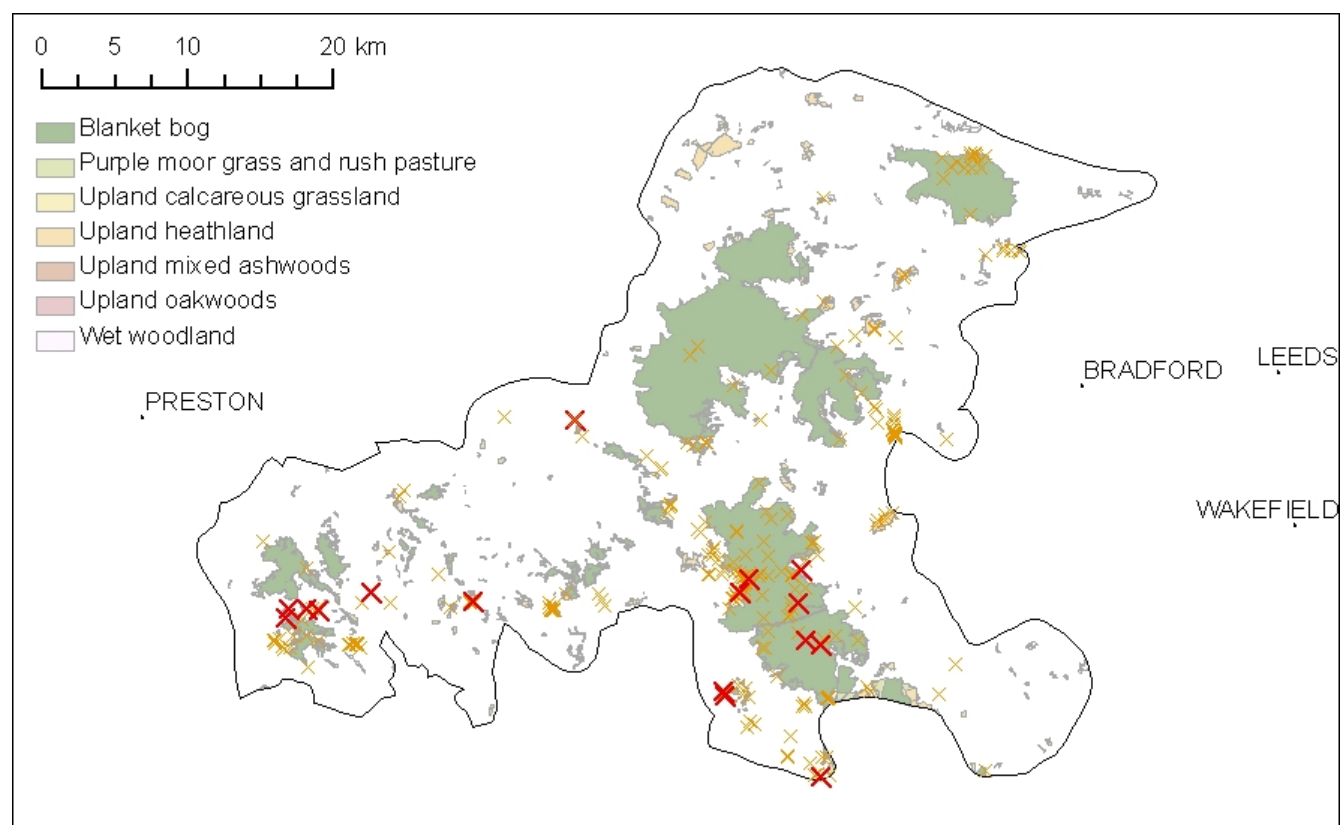 0 5 10 20 km
Blanket bog
Purple moor grass and rush pasture
Upland calcareous grassland
Upland heathland
Upland mixed ashwoods
Upland oakwoods
Wet woodland
LEEDS
BRADFORD
PRESTON
WAKEFIELD